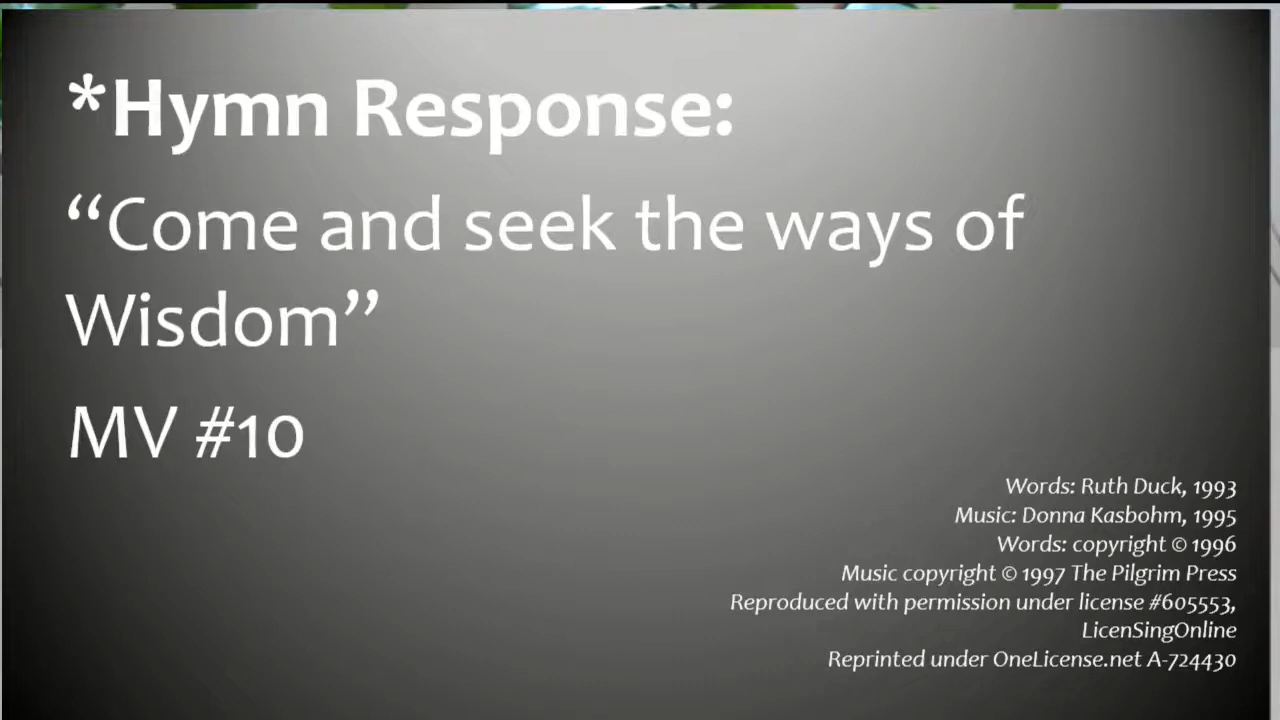 *Hymn Response:
“Come and seek the ways of
Wisdom”
MV #10
Words: Ruth Duck, 1993
Music: Donna Kasbohm, 1995
Words: copyright © 1996
Music copyright © 1997 The Pilgrim Press
Reproduced with permission under license #605553,
LicenSingOnline
Reprinted under OneLicense.net A-724430